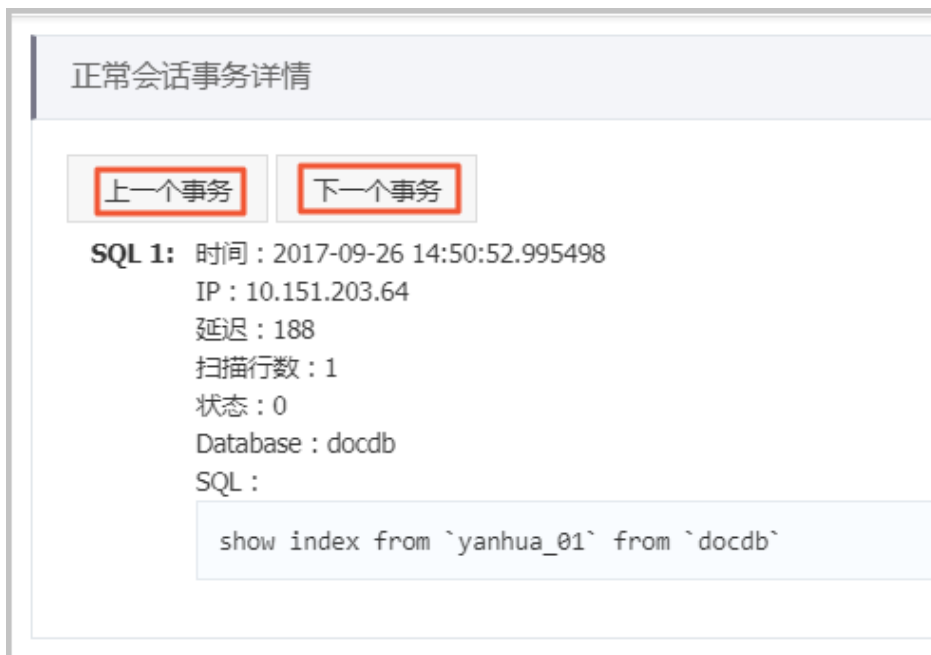 正常会话事务详情
上一个事务 下一个事务
SQL 1: 时间：2017-09-26 14:50:52.995498
IP：10.151.203.64
延迟：188
扫描行数：1
状态：0
Database：docdb
SQL：
show index from `yanhua_01` from `docdb`